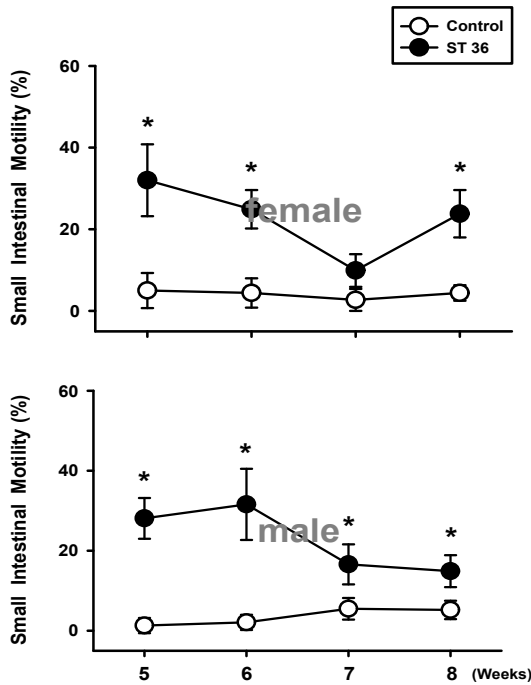 Control
ST 36
Small Intestinal Motility (%)
60
40
20
0
*
*
*
female
Small Intestinal Motility (%)
60
40
20
0
*
*
*
*
male
5 6 7 8 (Weeks)